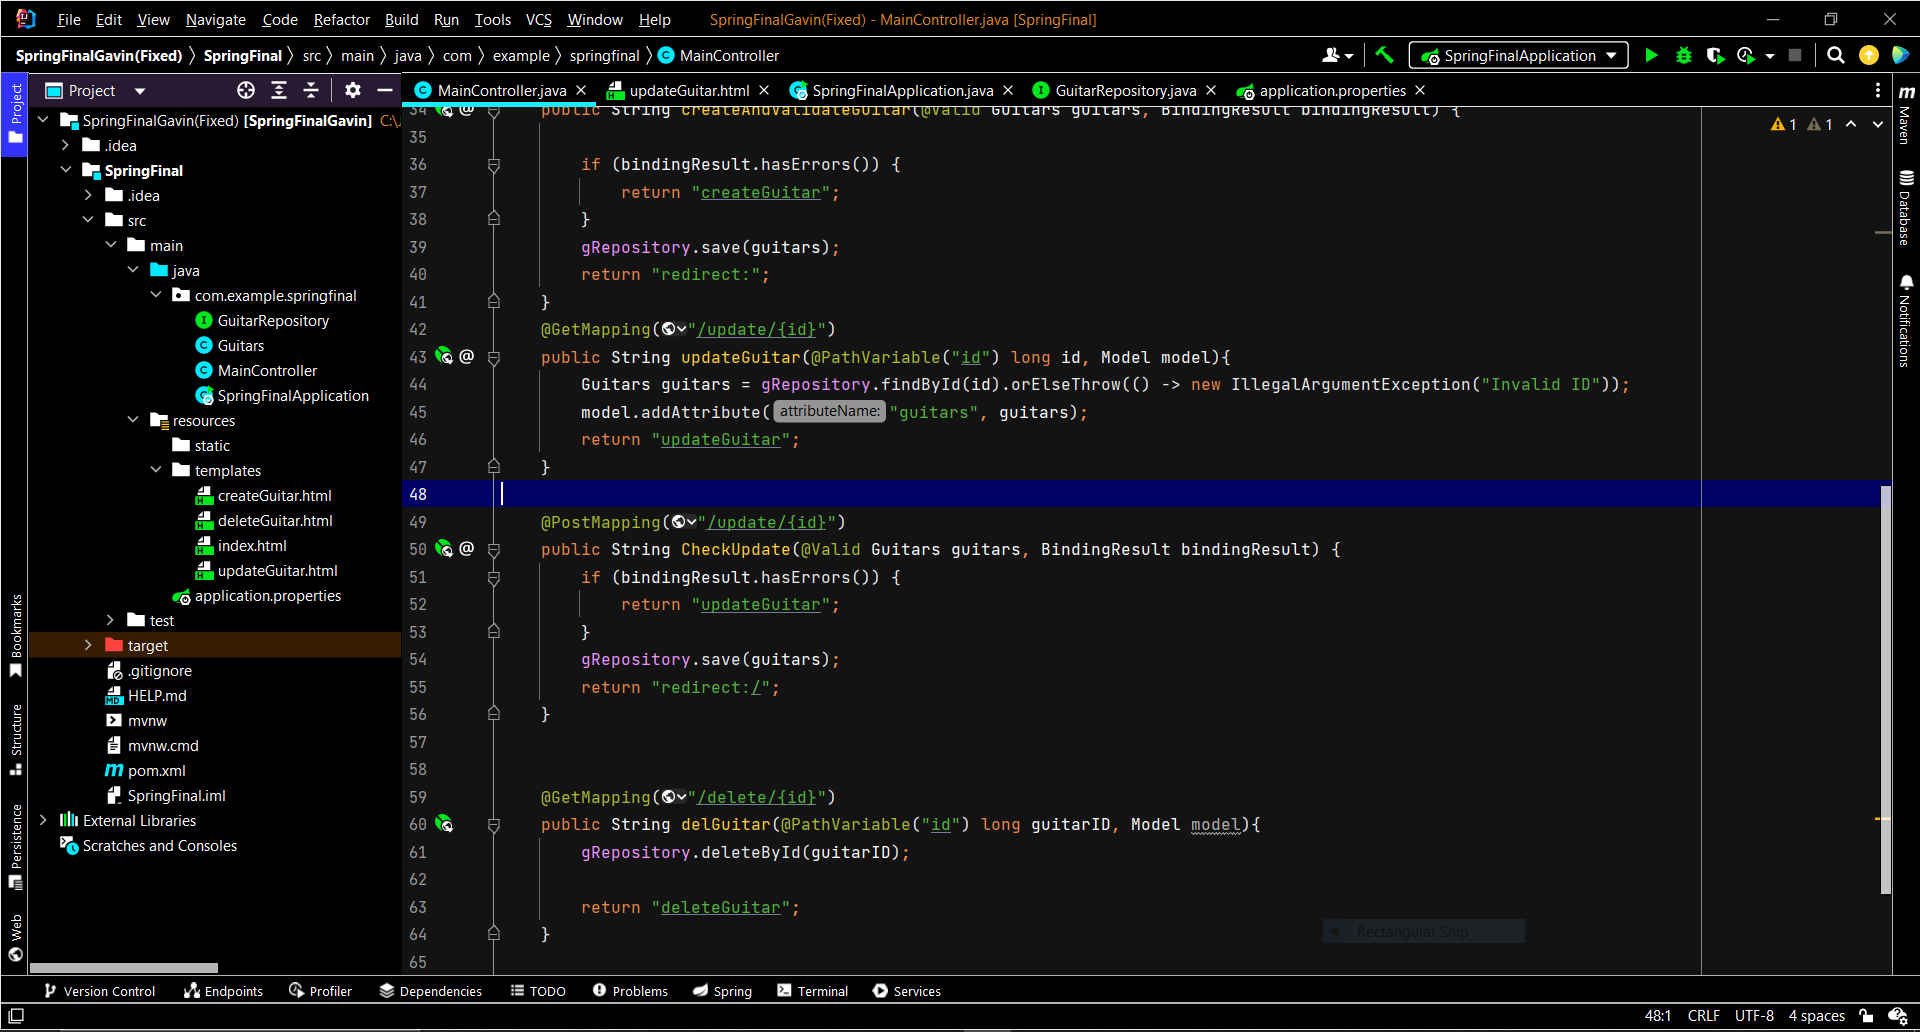 File Edit View Navigate Code Refactor Build Run Tools VCS Window Help SpringFinalGavin(Fixed) - MainController.java [SpringFinal]
SpringFinalGavin(Fixed) SpringFinal src main java com example springfinal MainController SpringFinalApplication
Project
Project
MainController.java updateGuitar.html SpringFinalApplication.java GuitarRepository.java application.properties
SpringFinalGavin(Fixed) [SpringFinalGavin]
.idea
SpringFinal
.idea
src
main
java
com.example.springfinal
GuitarRepository
Guitars
MainController
SpringFinalApplication
resources
static
templates
createGuitar.html
deleteGuitar.html
index.html
updateGuitar.html
application.properties
test
target
.gitignore
HELP.md
mvnw
mvnw.cmd
pom.xml
SpringFinal.iml
External Libraries
Scratches and Consoles
Bookmarks
Structure
Persistence
Web
34 public String createAndValidateGuitar(@Valid Guitars guitars, BindingResult bindingResult) {
35
36 if (bindingResult.hasErrors()) {
37 return "createGuitar";
38 }
39 gRepository.save(guitars);
40 return "redirect:";
41 }
42 @GetMapping("/update/{id}")
43 public String updateGuitar(@PathVariable("id") long id, Model model){
44 Guitars guitars = gRepository.findById(id).orElseThrow(() -> new IllegalArgumentException("Invalid ID"));
45 model.addAttribute( attributeName: "guitars", guitars);
46 return "updateGuitar";
47 }
48
49 @PostMapping("/update/{id}")
50 public String CheckUpdate(@Valid Guitars guitars, BindingResult bindingResult) {
51 if (bindingResult.hasErrors()) {
52 return "updateGuitar";
53 }
54 gRepository.save(guitars);
55 return "redirect:/";
56 }
57
58
59 @GetMapping("/delete/{id}")
60 public String delGuitar(@PathVariable("id") long guitarID, Model model){
61 gRepository.deleteById(guitarID);
62
63 return "deleteGuitar";
64 }
65
Rectangular Snip
1 1
Maven
Database
Notifications
Version Control Endpoints Profiler Dependencies TODO Problems Spring Terminal Services
48:1 CRLF UTF-8 4 spaces